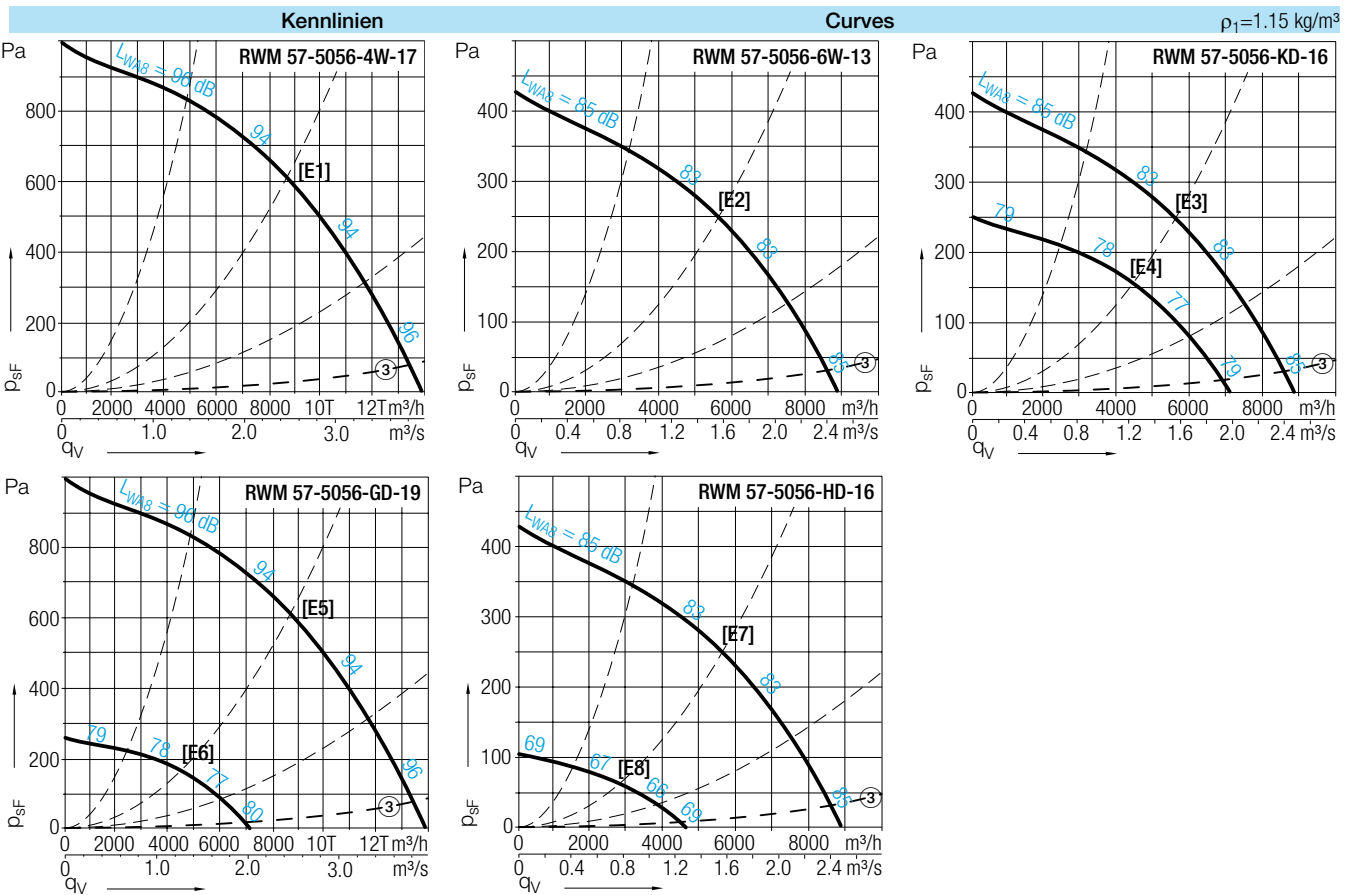 Kennlinien Curves ρ1=1.15 kg/m³
Pa
RWM 57-5056-4W-17
LWA8 = 96 dB
800
94
[E1]
600
400
94
200
96
3
psF
0
0 2000 4000 6000 8000 10T 12T m³/h
0 1.0 2.0 3.0 m³/s
qV
Pa
RWM 57-5056-6W-13
LWA8 = 85 dB
400
83
300
[E2]
200
83
100
85
3
psF
0
0 2000 4000 6000 8000 m³/h
0 0.4 0.8 1.2 1.6 2.0 2.4 m³/s
qV
Pa
RWM 57-5056-KD-16
LWA8 = 85 dB
400
83
300
[E3]
79
78
83
200
[E4]
77
100
79
85
3
psF
0
0 2000 4000 6000 8000 m³/h
0 0.4 0.8 1.2 1.6 2.0 2.4 m³/s
qV
Pa
RWM 57-5056-GD-19
LWA8 = 96 dB
800
94
[E5]
600
94
400
79
78
[E6]
200
77
96
80
3
psF
0
0 2000 4000 6000 8000 10T 12T m³/h
0 1.0 2.0 3.0 m³/s
qV
Pa
RWM 57-5056-HD-16
LWA8 = 85 dB
400
83
300
[E7]
83
200
69
67
[E8]
100
66
69
85
3
psF
0
0 2000 4000 6000 8000 m³/h
0 0.4 0.8 1.2 1.6 2.0 2.4 m³/s
qV